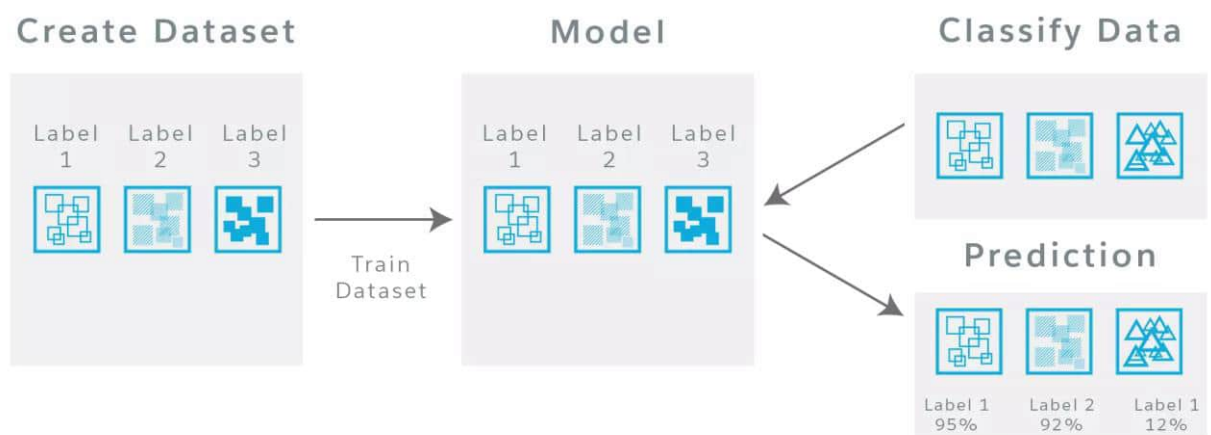 Create Dataset
Label 1
Label 2
Label 3
Train
Dataset
Model
Label 1
Label 2
Label 3
Classify Data
Prediction
Label 1
95%
Label 2
92%
Label 1
12%